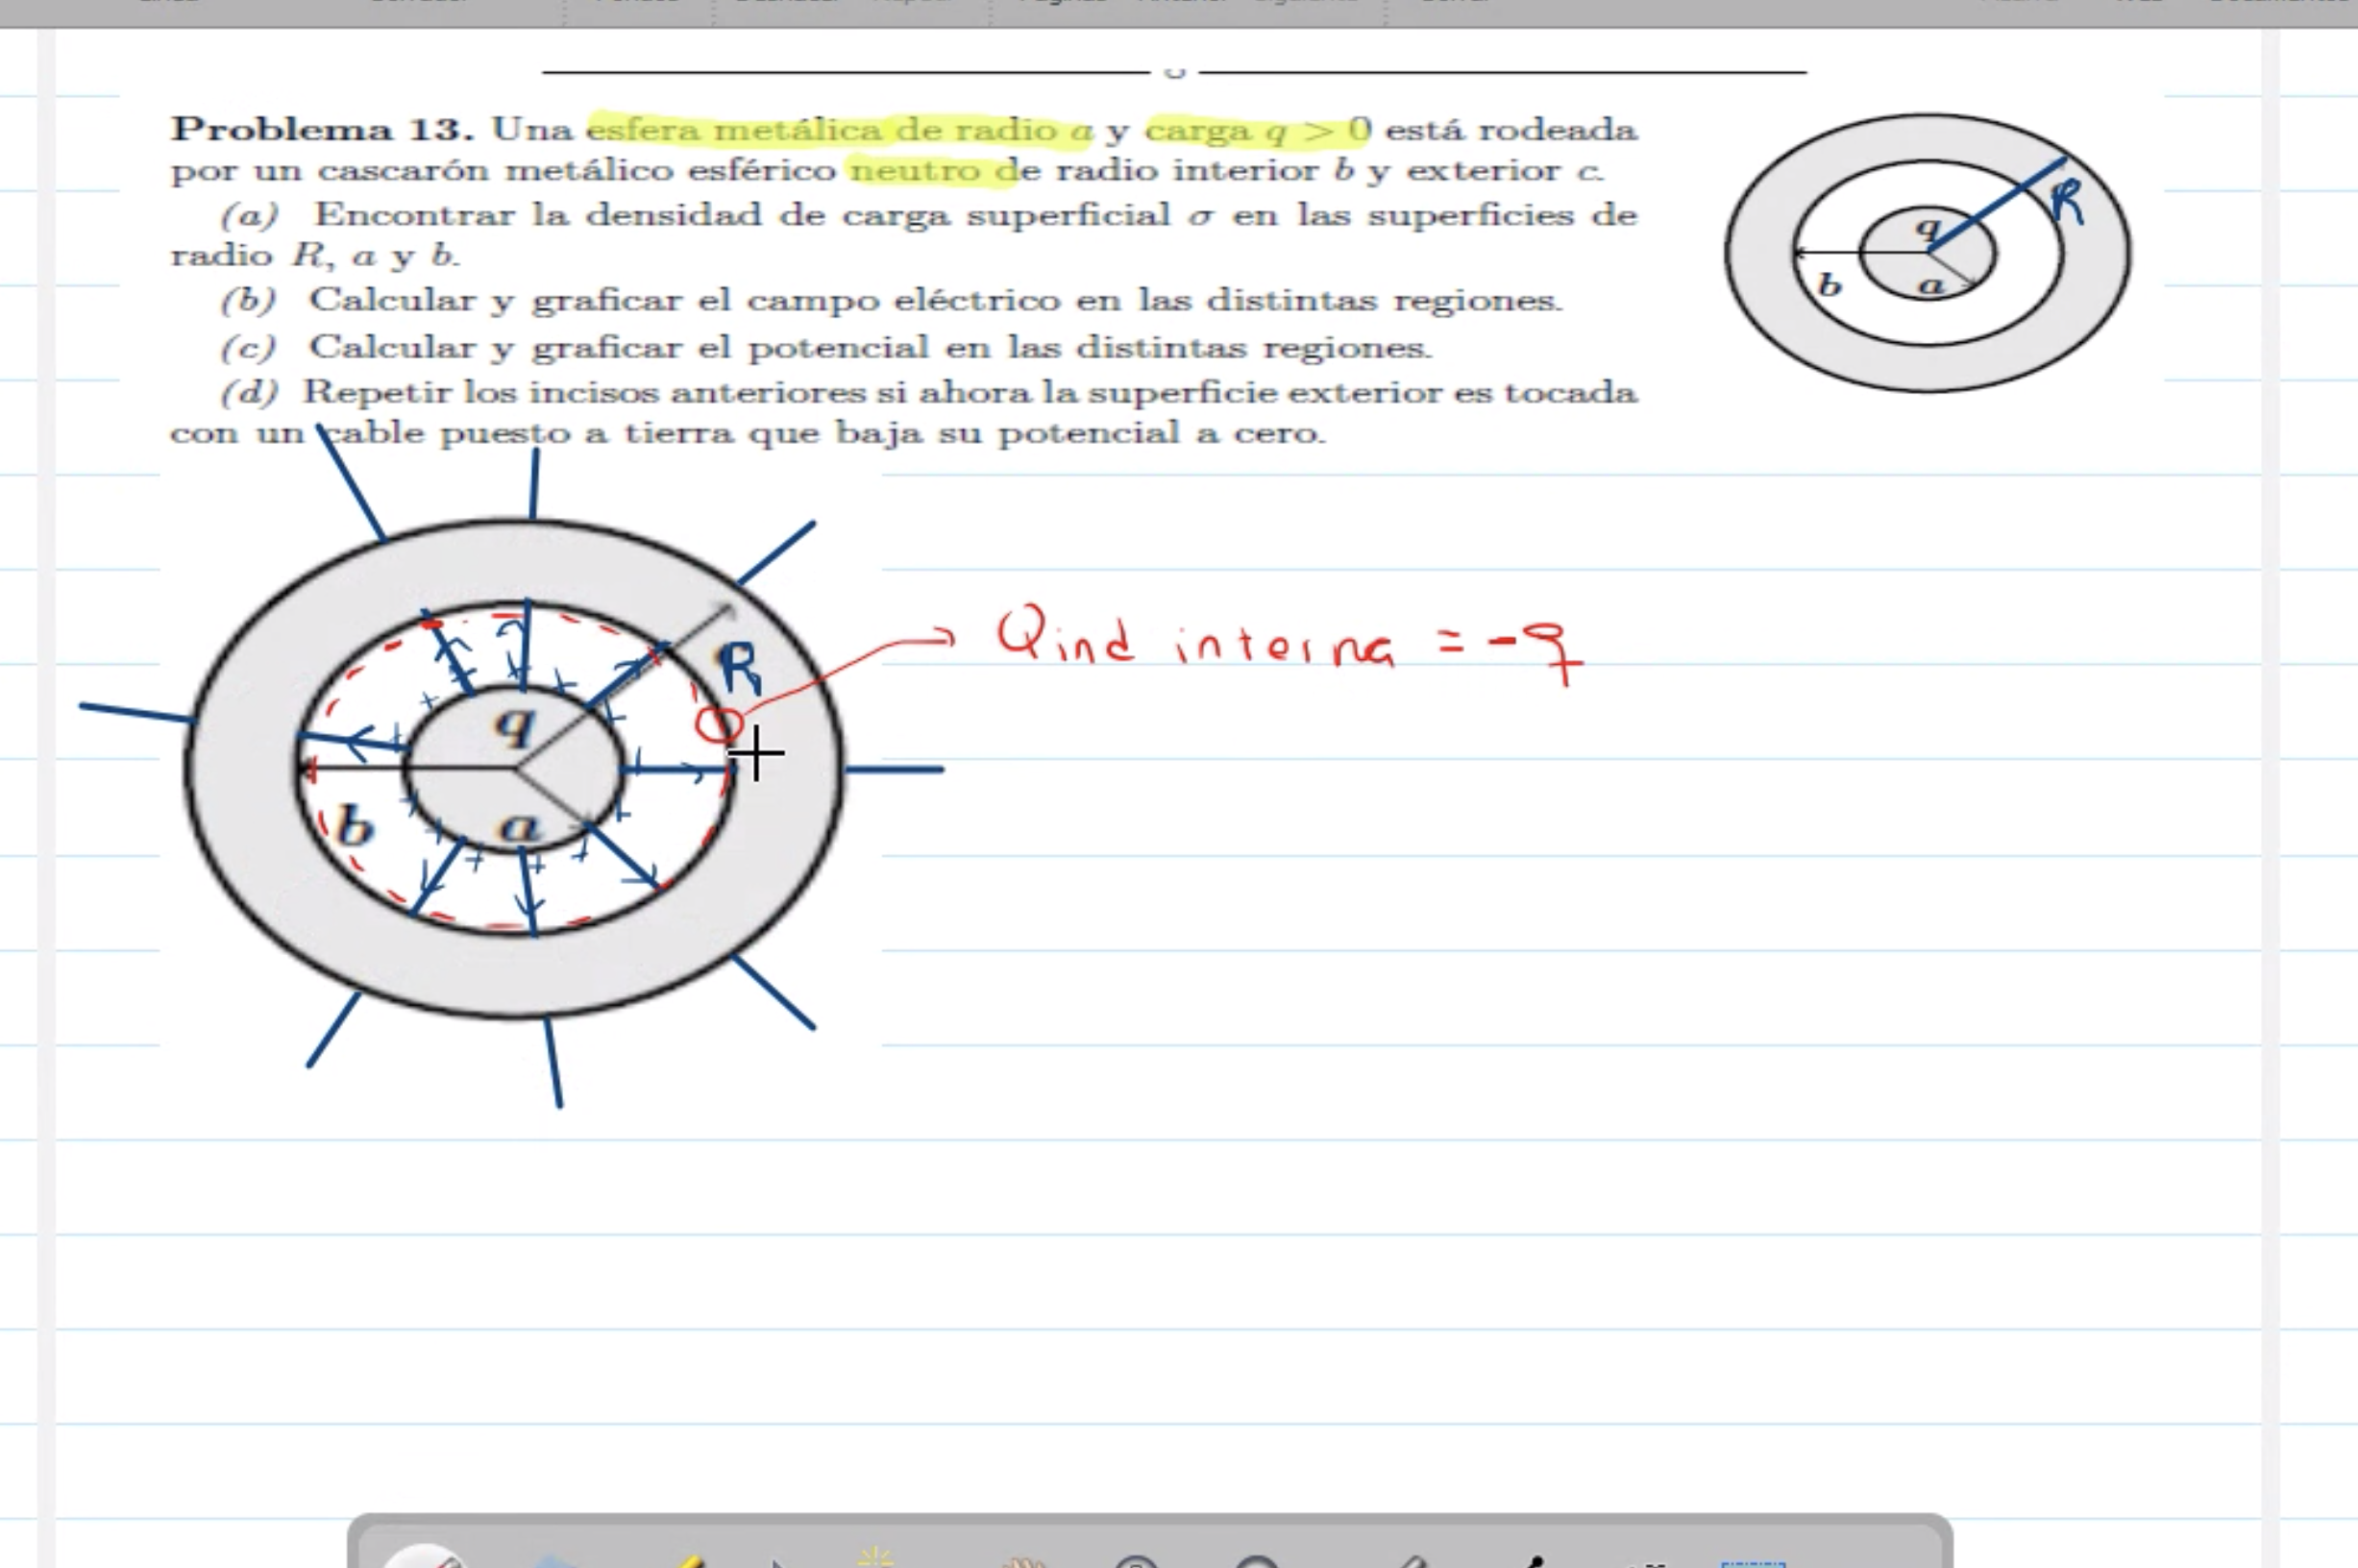 Problema 13. Una esfera metálica de radio a y carga q > 0 está rodeada
por un cascarón metálico esférico neutro de radio interior b y exterior c.
(a) Encontrar la densidad de carga superficial σ en las superficies de
radio R, a y b.
(b) Calcular y graficar el campo eléctrico en las distintas regiones.
(c) Calcular y graficar el potencial en las distintas regiones.
(d) Repetir los incisos anteriores si ahora la superficie exterior es tocada
con un cable puesto a tierra que baja su potencial a cero.
R
q
b
a
Qind interna = -q
R
q
b
a